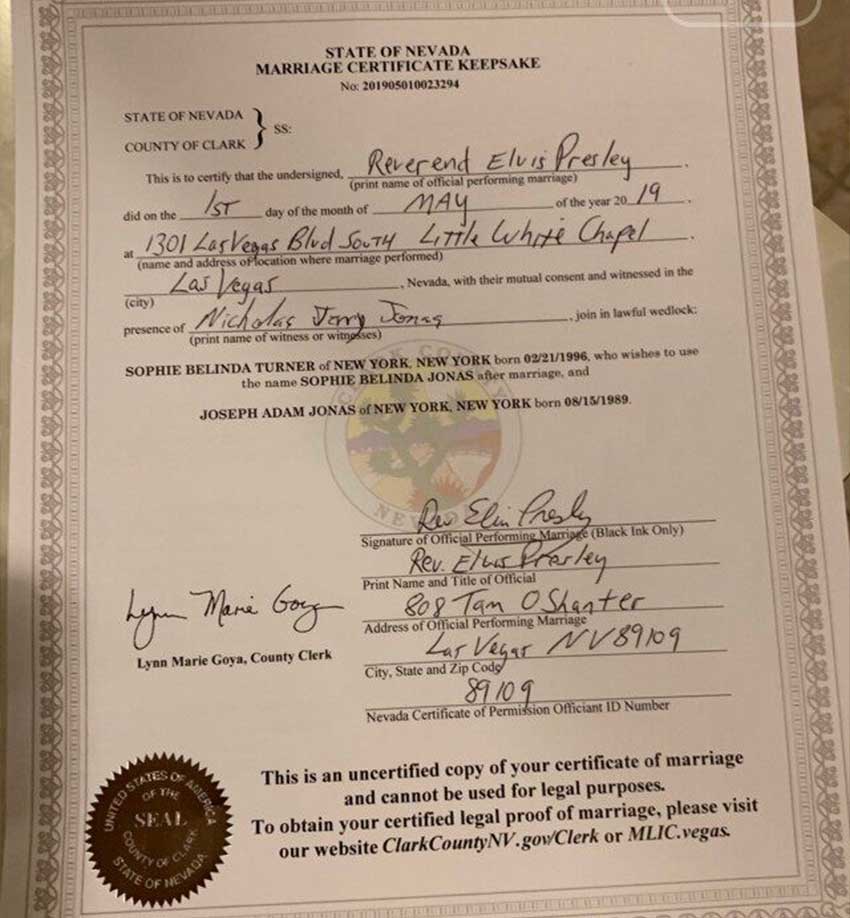 STATE OF NEVADA
MARRIAGE CERTIFICATE KEEPSAKE
No: 201905010023294
STATE OF NEVADA
COUNTY OF CLARK } SS:
This is to certify that the undersigned, Reverend Elvis Presley.
(print name of official performing marriage)
did on the 1ST day of the month of MAY of the year 2019.
at 1301 Las Vegas Blvd South Little White Chapel.
(name and address of location where marriage performed)
Las Vegas, Nevada, with their mutual consent and witnessed in the
(city)
presence of Nicholas Jerry Jonas, join in lawful wedlock:
(print name of witness or witnesses)
SOPHIE BELINDA TURNER of NEW YORK, NEW YORK born 02/21/1996, who wishes to use
the name SOPHIE BELINDA JONAS after marriage, and
JOSEPH ADAM JONAS of NEW YORK, NEW YORK born 08/15/1989.
CLARK COUNTY
NEVADA
Rev Elvis Presley
Signature of Official Performing Marriage (Black Ink Only)
Rev. Elvis Presley
Print Name and Title of Official
808 Tam O Shanter
Address of Official Performing Marriage
Las Vegas NV 89109
City, State and Zip Code
89109
Nevada Certificate of Permission Officiant ID Number
Lynn Marie Goya
Lynn Marie Goya, County Clerk
UNITED STATES OF AMERICA
OF THE
SEAL
COUNTY OF CLARK
STATE OF NEVADA
This is an uncertified copy of your certificate of marriage
and cannot be used for legal purposes.
To obtain your certified legal proof of marriage, please visit
our website ClarkCountyNV.gov/Clerk or MLIC.vegas.